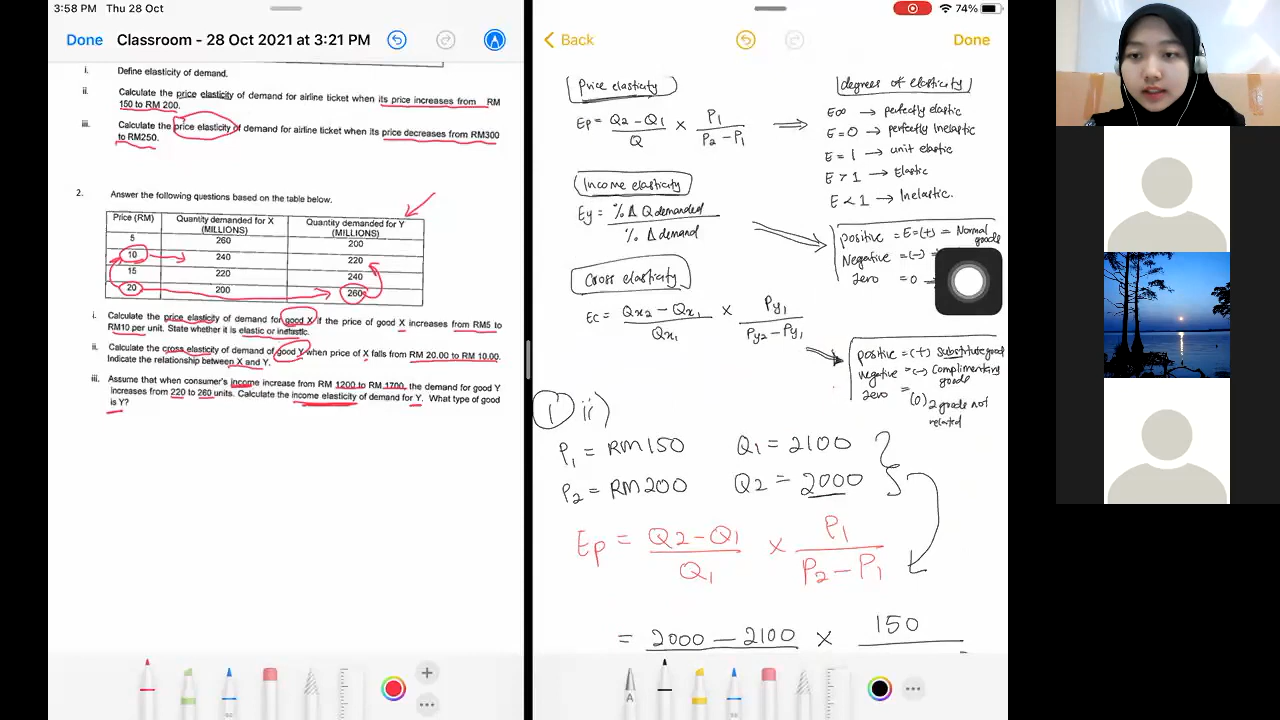 3:58 PM Thu 28 Oct
Done Classroom - 28 Oct 2021 at 3:21 PM
i. Define elasticity of demand.
ii. Calculate the price elasticity of demand for airline ticket when its price increases from RM
150 to RM 200.
iii. Calculate the price elasticity of demand for airline ticket when its price decreases from RM300
to RM250.
2. Answer the following questions based on the table below.
Price (RM) Quantity demanded for X (MILLIONS) Quantity demanded for Y (MILLIONS)
5 260 200
10 240 220
15 220 240
20 200 260
i. Calculate the price elasticity of demand for good X if the price of good X increases from RM5 to
RM10 per unit. State whether it is elastic or inelastic.
ii. Calculate the cross elasticity of demand of good Y when price of X falls from RM 20.00 to RM 10.00.
Indicate the relationship between X and Y.
iii. Assume that when consumer's income increase from RM 1200 to RM 1700, the demand for good Y
increases from 220 to 260 units. Calculate the income elasticity of demand for Y. What type of good
is Y?
74%
Back Done
Price elasticity
Ep = Q2 - Q1 / Q × P1 / P2 - P1 ⇒
Income elasticity
Ey = % Δ Q demanded / % Δ demand
Cross elasticity
Ec = Qx2 - Qx1 / Qx1 × Py1 / Py2 - Py1
degrees of elasticity
E∞ → perfectly elastic
E = 0 → perfectly Inelastic
E = 1 → unit elastic
E > 1 → Elastic
E < 1 → Inelastic.
positive = E = (+) = Normal goods
Negative = (-) =
zero = 0 →
positive = (+) Substitute good
negative = (-) Complimenting goods
zero = (0) 2 goods not related
1 ii)
P1 = RM150 Q1 = 2100
P2 = RM200 Q2 = 2000
Ep = Q2 - Q1 / Q1 × P1 / P2 - P1
= 2000 - 2100 × 150